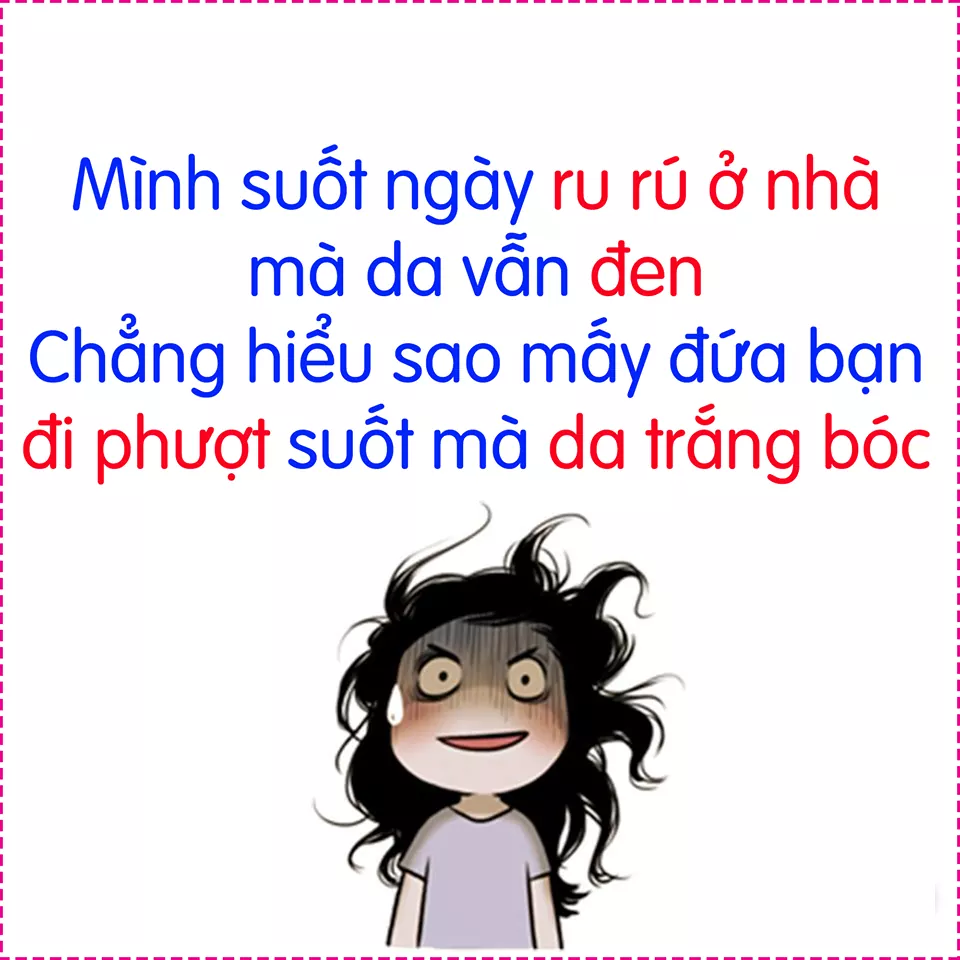 Mình suốt ngày ru rú ở nhà
mà da vẫn đen
Chẳng hiểu sao mấy đứa bạn
đi phượt suốt mà da trắng bóc